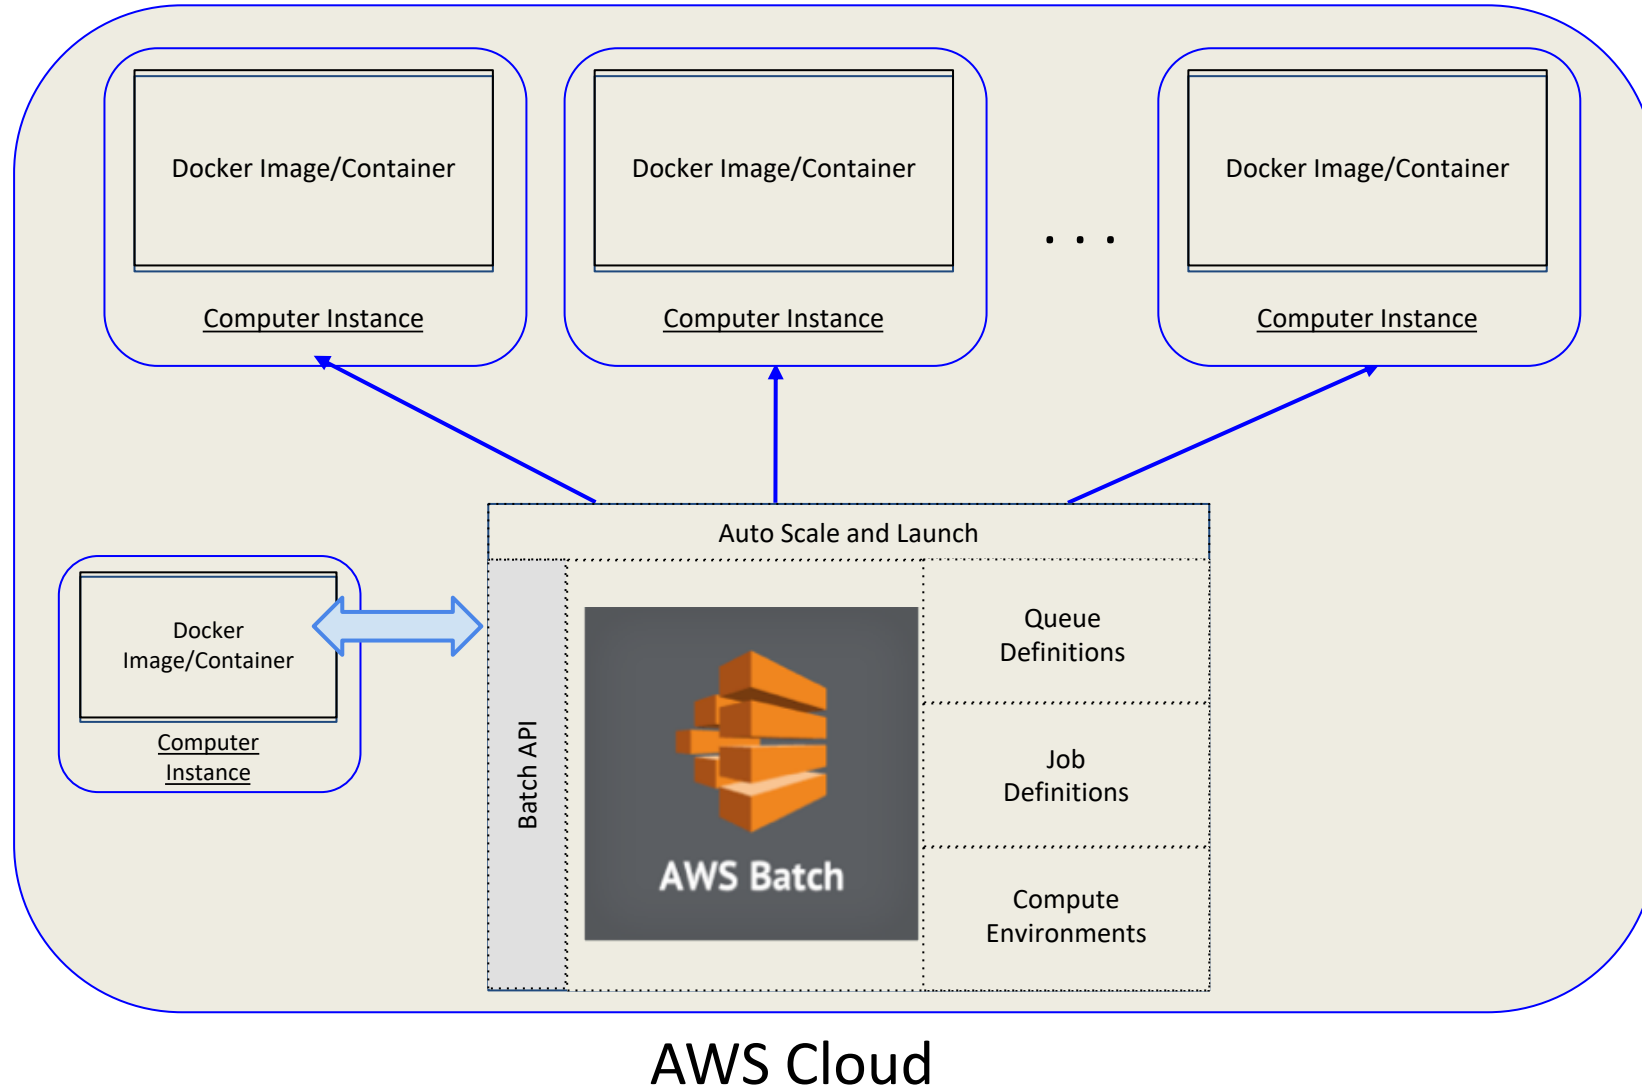 Docker Image/Container
Docker Image/Container
Docker Image/Container
. . .
Computer Instance
Computer Instance
Computer Instance
Auto Scale and Launch
Docker
Image/Container
Computer
Instance
Batch API
AWS Batch
Queue
Definitions
Job
Definitions
Compute
Environments
AWS Cloud